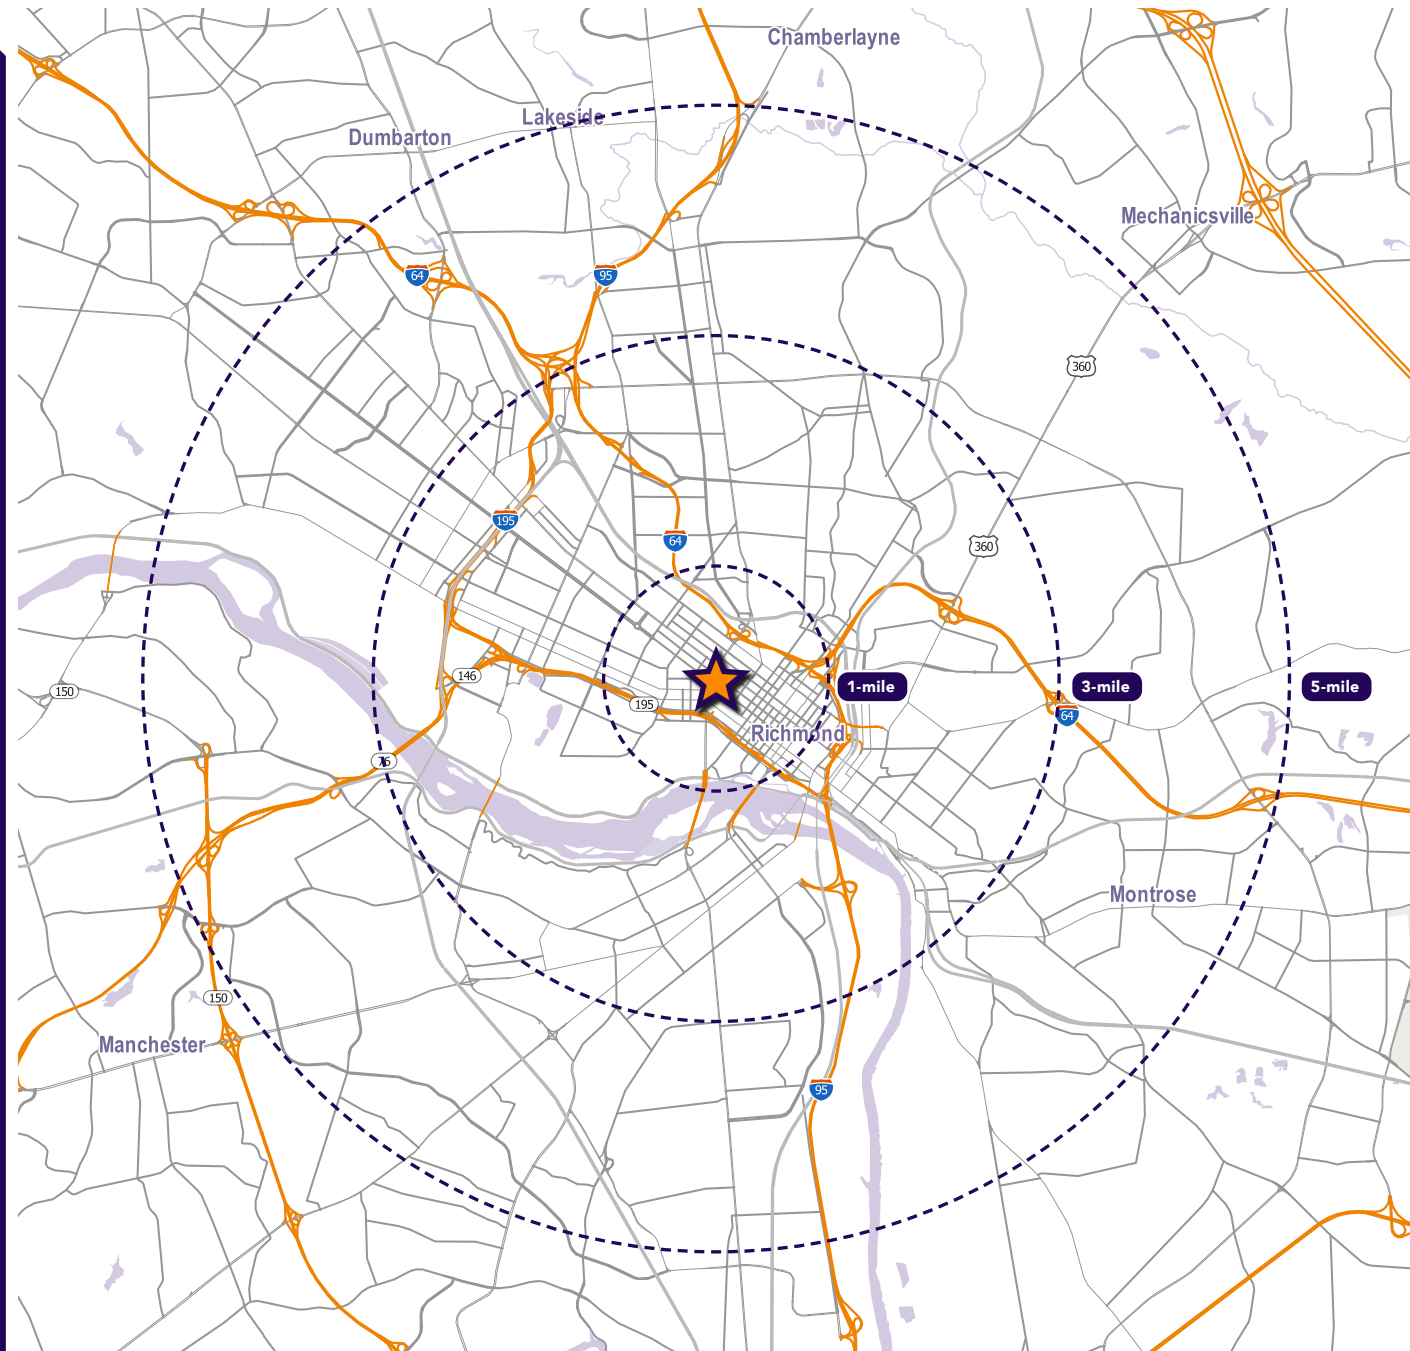 Chamberlayne
Lakeside
Dumbarton
Mechanicsville
64
95
360
195
64
360
146
1-mile
3-mile
5-mile
150
195
64
Richmond
76
Montrose
150
Manchester
95